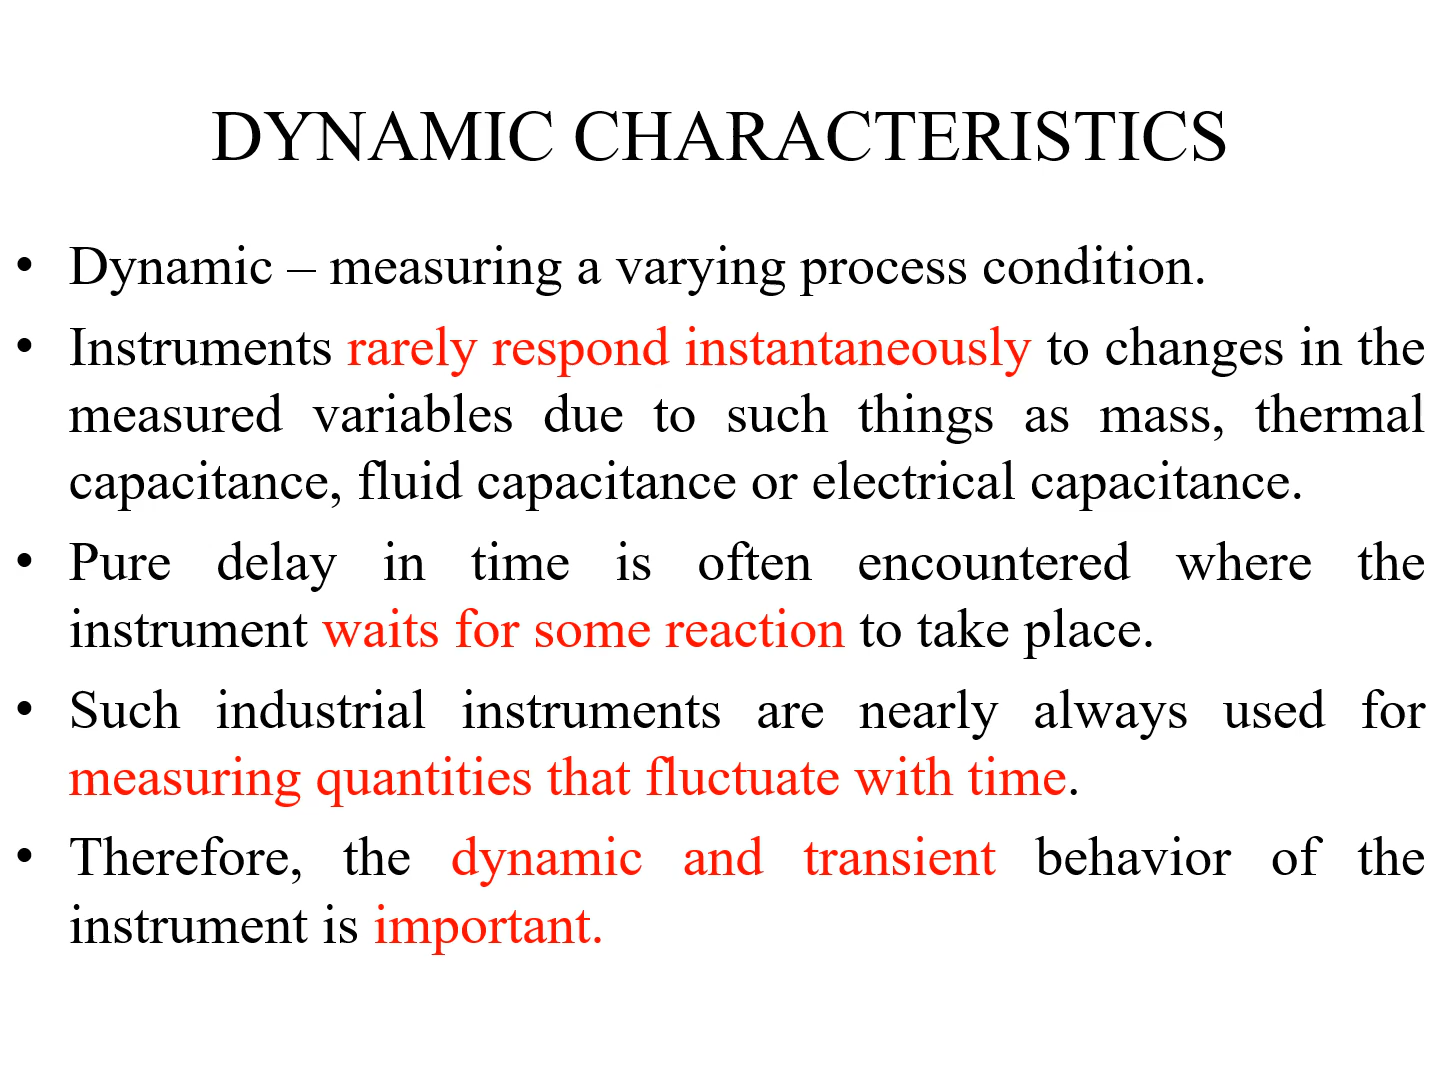 DYNAMIC CHARACTERISTICS
• Dynamic – measuring a varying process condition.
• Instruments rarely respond instantaneously to changes in the
measured variables due to such things as mass, thermal
capacitance, fluid capacitance or electrical capacitance.
• Pure delay in time is often encountered where the
instrument waits for some reaction to take place.
• Such industrial instruments are nearly always used for
measuring quantities that fluctuate with time.
• Therefore, the dynamic and transient behavior of the
instrument is important.